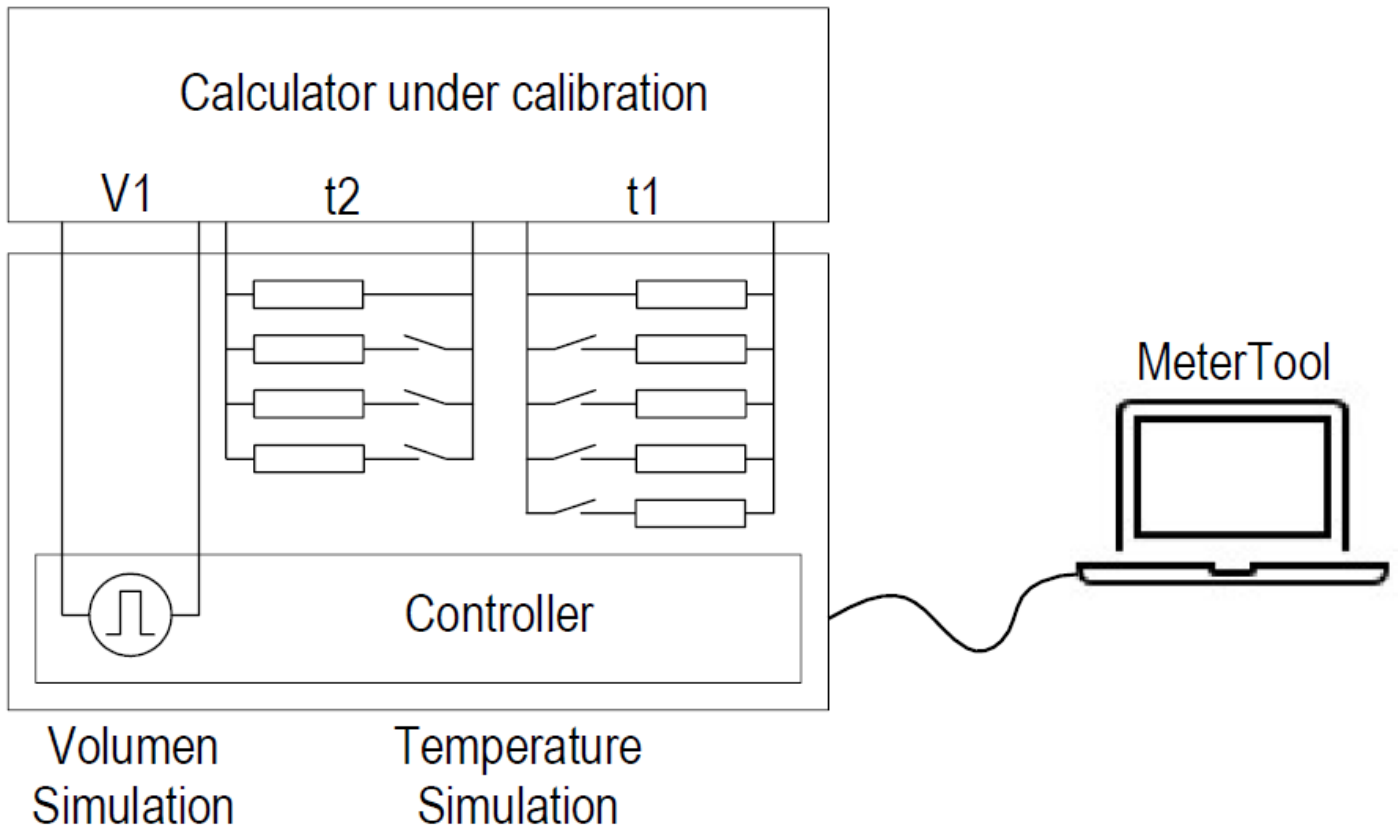 Calculator under calibration
V1
t2
t1
MeterTool
Controller
Volumen
Simulation
Temperature
Simulation